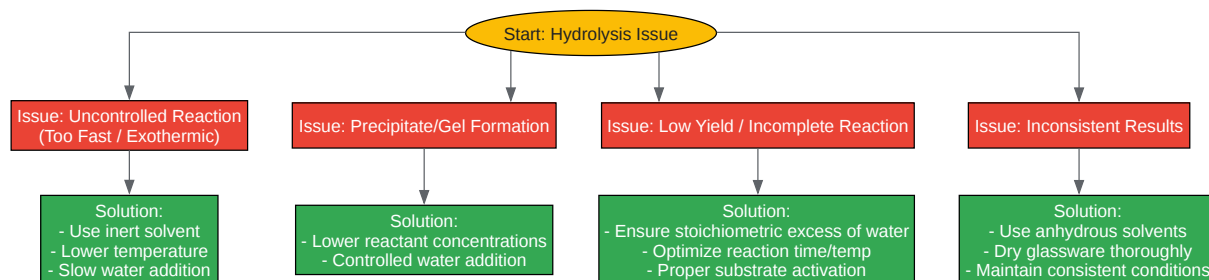 Start: Hydrolysis Issue
Issue: Uncontrolled Reaction
(Too Fast / Exothermic)
Issue: Precipitate/Gel Formation
Issue: Low Yield / Incomplete Reaction
Issue: Inconsistent Results
Solution:
- Use inert solvent
- Lower temperature
- Slow water addition
Solution:
- Lower reactant concentrations
- Controlled water addition
Solution:
- Ensure stoichiometric excess of water
- Optimize reaction time/temp
- Proper substrate activation
Solution:
- Use anhydrous solvents
- Dry glassware thoroughly
- Maintain consistent conditions